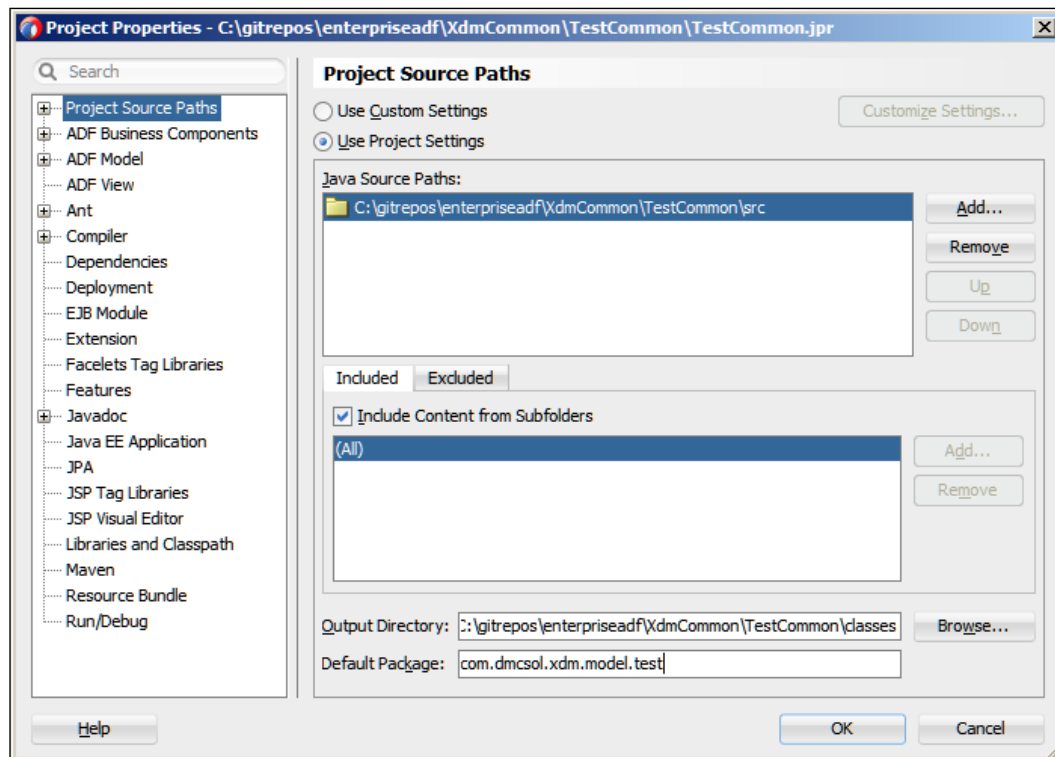 Project Properties - C:\gitrepos\enterpriseadf\XdmCommon\TestCommon\TestCommon.jpr
Search
Project Source Paths
ADF Business Components
ADF Model
ADF View
Ant
Compiler
Dependencies
Deployment
EJB Module
Extension
Facelets Tag Libraries
Features
Javadoc
Java EE Application
JPA
JSP Tag Libraries
JSP Visual Editor
Libraries and Classpath
Maven
Resource Bundle
Run/Debug
Project Source Paths
Use Custom Settings
Customize Settings...
Use Project Settings
Java Source Paths:
C:\gitrepos\enterpriseadf\XdmCommon\TestCommon\src
Add...
Remove
Up
Down
Included Excluded
Include Content from Subfolders
(All)
Add...
Remove
Output Directory: :\gitrepos\enterpriseadf\XdmCommon\TestCommon\classes Browse...
Default Package: com.dmcsol.xdm.model.test
Help
OK
Cancel